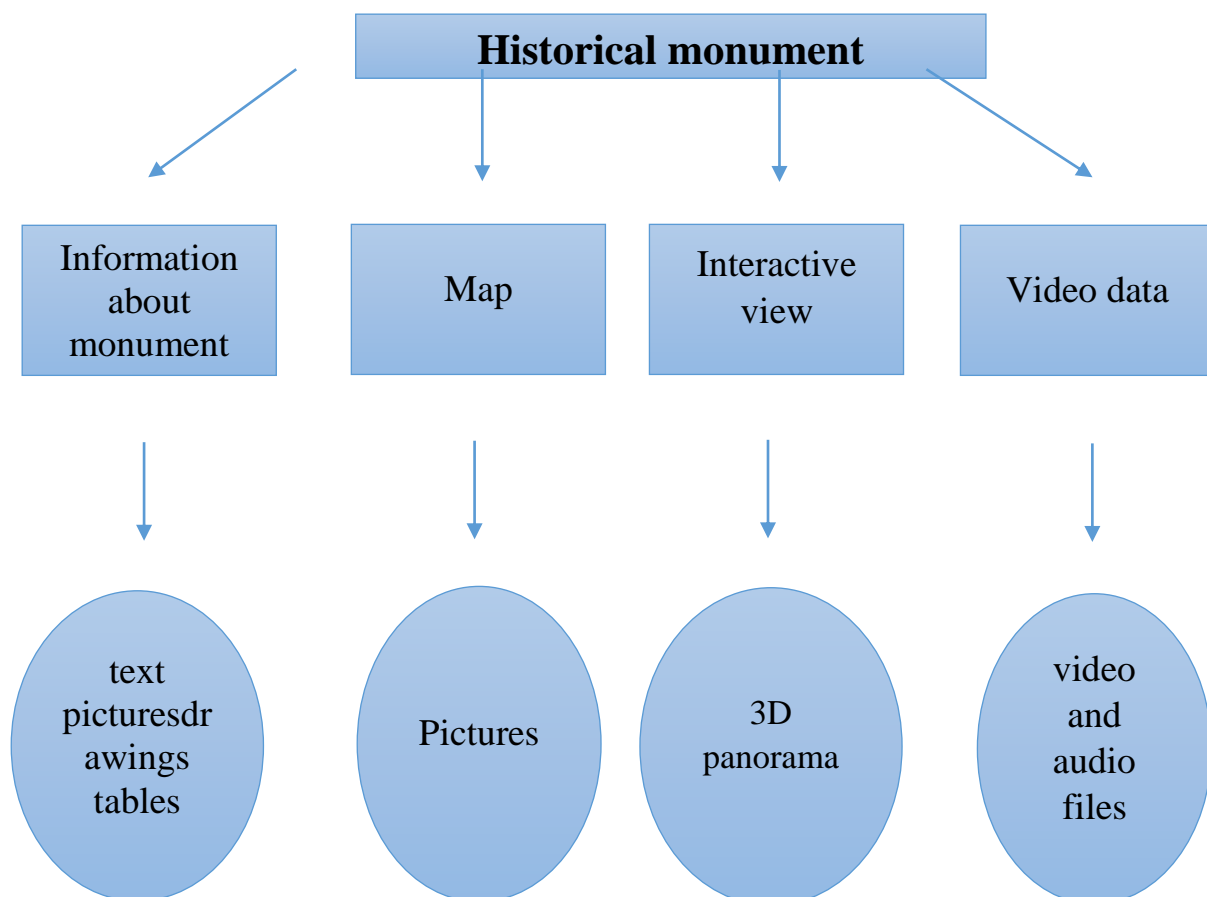 Historical monument
Information
about
monument
Map
Interactive
view
Video data
text
picturesdr
awings
tables
Pictures
3D
panorama
video
and
audio
files